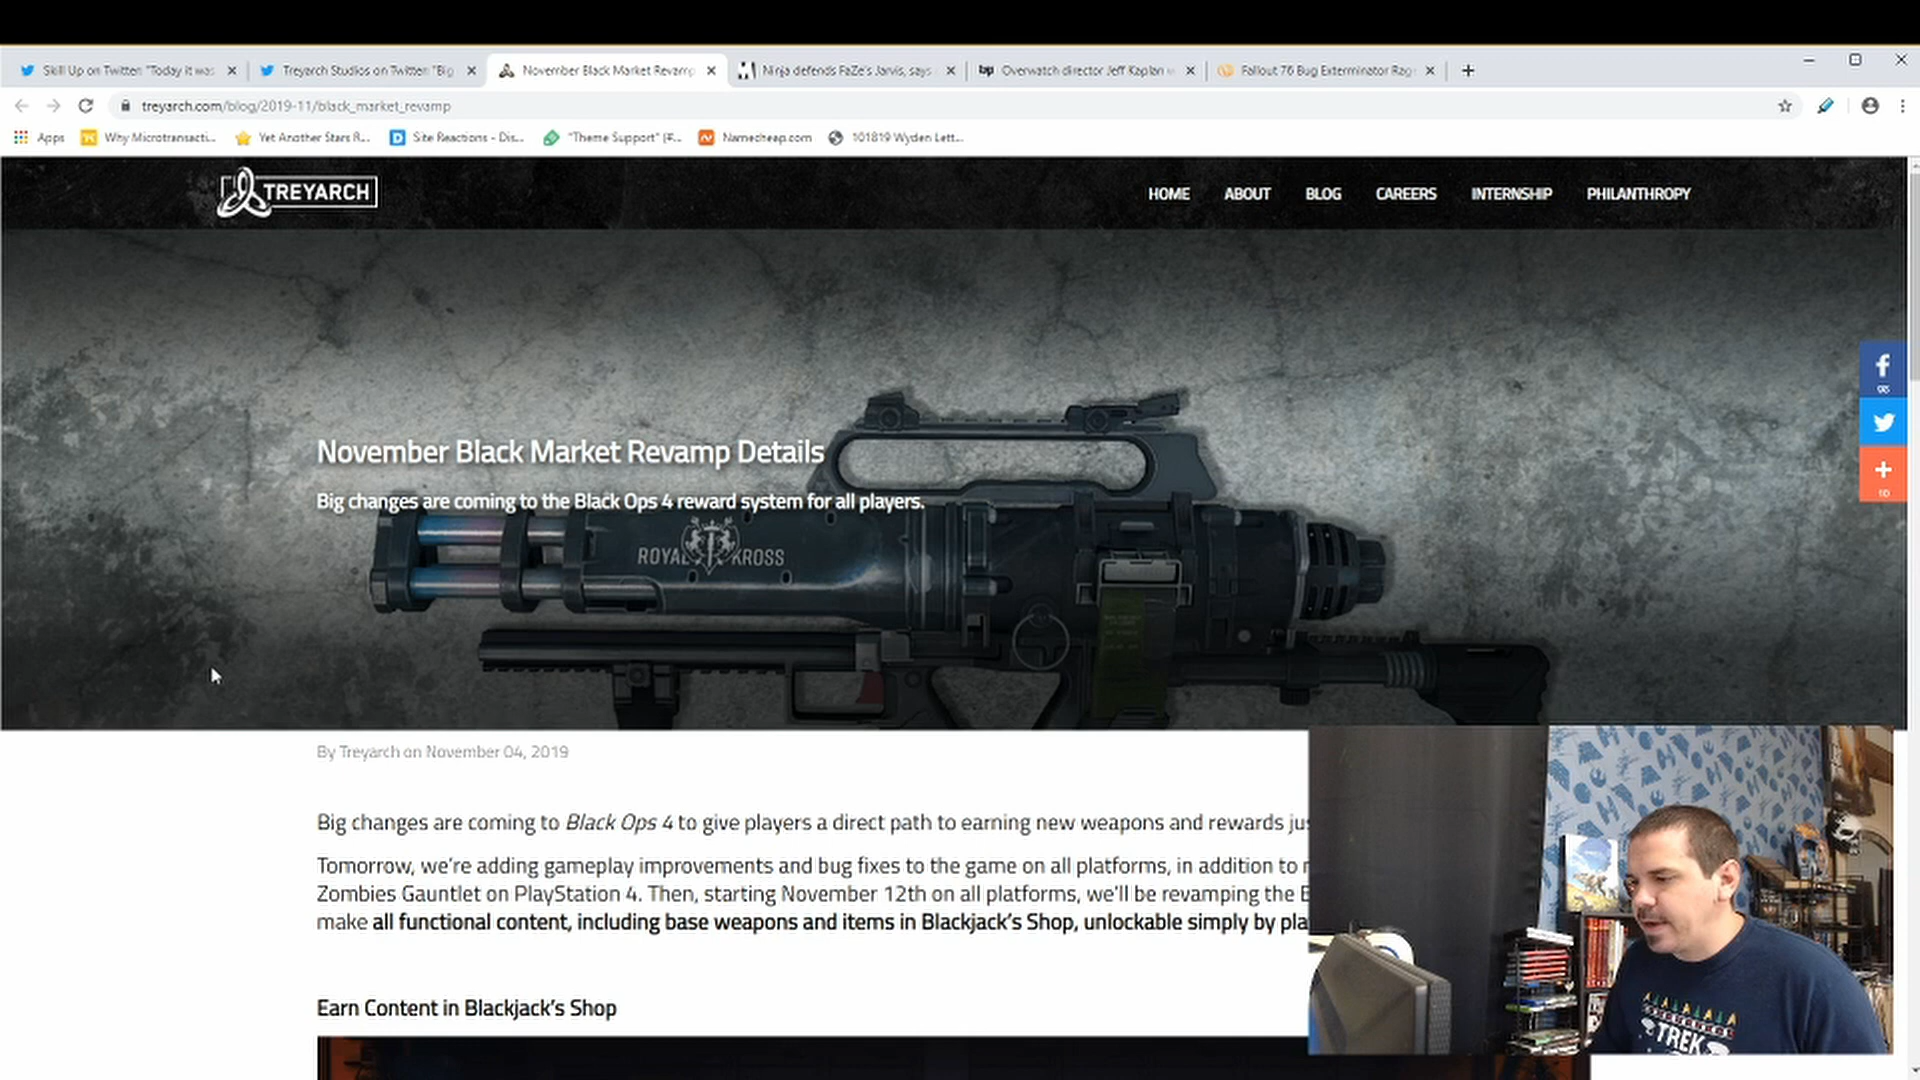 Skill Up on Twitter: "Today it was
Treyarch Studios on Twitter: "Big
November Black Market Revamp
Ninja defends FaZe's Jarvis, says
Overwatch director Jeff Kaplan w
Fallout 76 Bug Exterminator Rag
treyarch.com/blog/2019-11/black_market_revamp
Apps
Why Microtransacti...
Yet Another Stars R...
Site Reactions - Dis...
"Theme Support"
Namecheap.com
101819 Wyden Lett...
TREYARCH
HOME
ABOUT
BLOG
CAREERS
INTERNSHIP
PHILANTHROPY
November Black Market Revamp Details
Big changes are coming to the Black Ops 4 reward system for all players.
ROYAL KROSS
10
By Treyarch on November 04, 2019
Big changes are coming to Black Ops 4 to give players a direct path to earning new weapons and rewards
Tomorrow, we're adding gameplay improvements and bug fixes to the game on all platforms, in addition to
Zombies Gauntlet on PlayStation 4. Then, starting November 12th on all platforms, we'll be revamping the
make all functional content, including base weapons and items in Blackjack's Shop, unlockable simply by
Earn Content in Blackjack's Shop
TREK